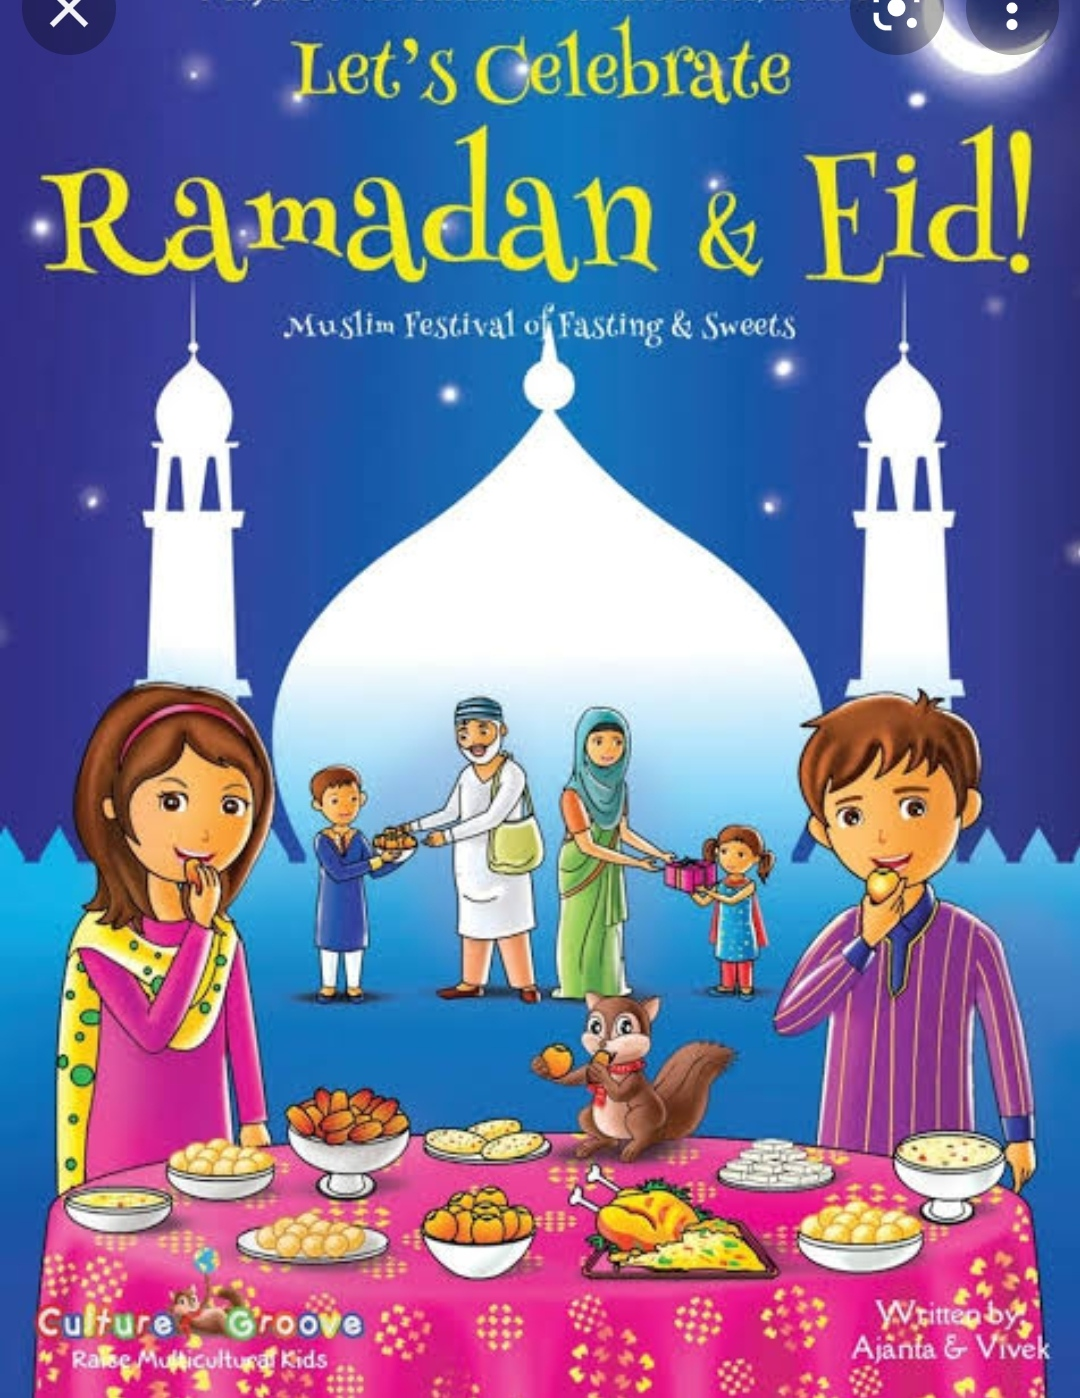 Let's Celebrate
Ramadan & Eid!
Muslim Festival of Fasting & Sweets
Culture Groove
Raise Multicultural Kids
Written by:
Ajanta & Vivek